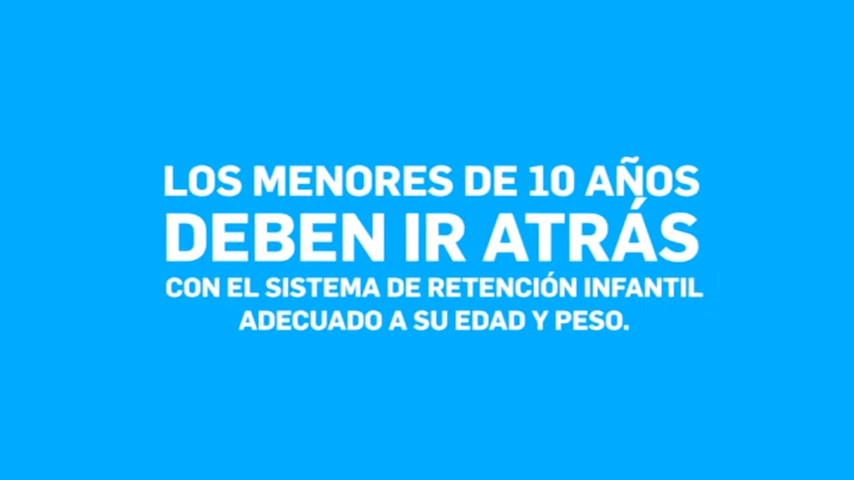 LOS MENORES DE 10 AÑOS
DEBEN IR ATRÁS
CON EL SISTEMA DE RETENCIÓN INFANTIL
ADECUADO A SU EDAD Y PESO.